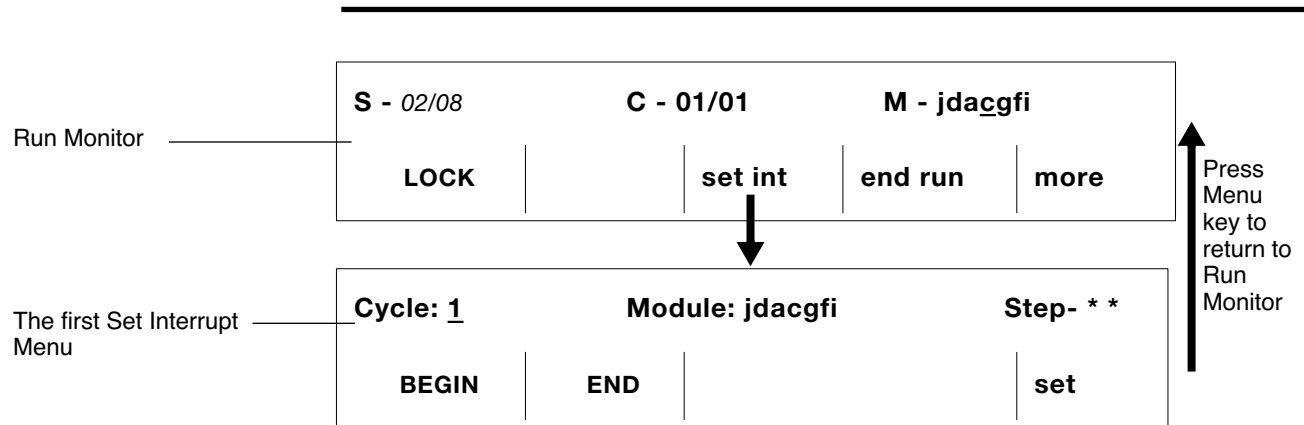 S - 02/08 C - 01/01 M - jdacgfi
Run Monitor
LOCK set int end run more
Press
Menu
key to
return to
Run
Monitor
Cycle: 1 Module: jdacgfi Step- * *
The first Set Interrupt
Menu
BEGIN END set